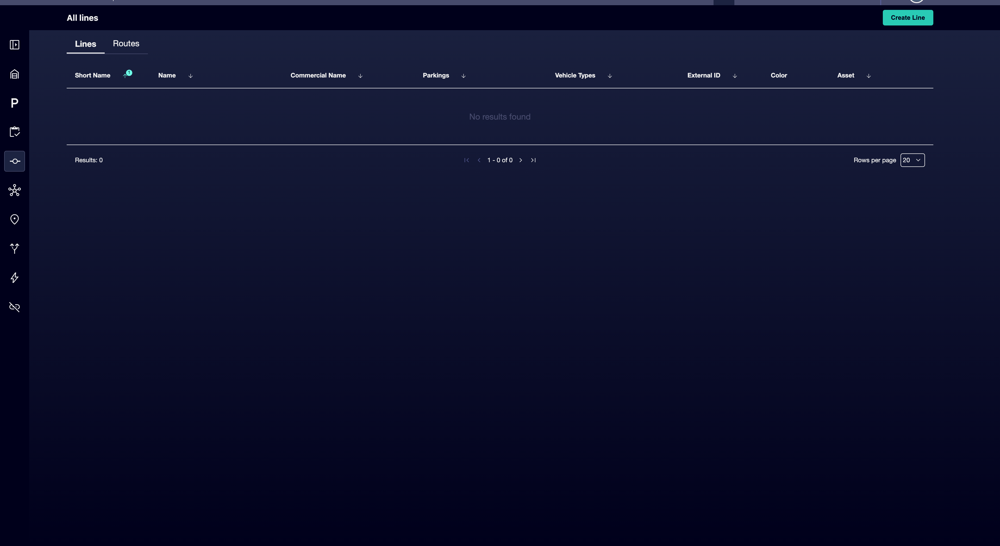 All lines
Create Line
Lines Routes
Short Name 1 Name Commercial Name Parkings Vehicle Types External ID Color Asset
P
No results found
Results: 0 1 - 0 of 0 Rows per page 20